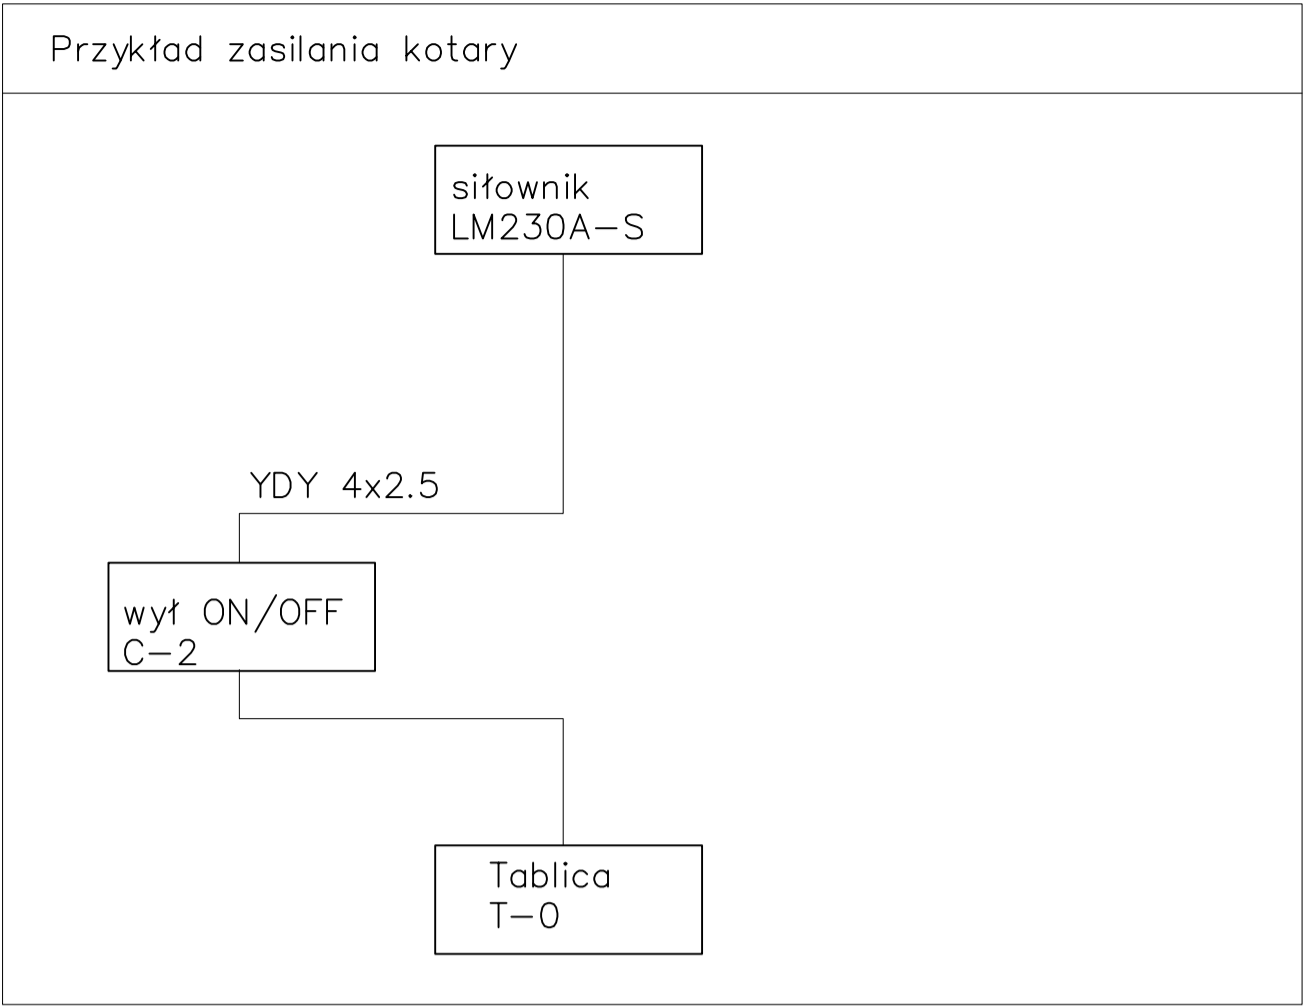 Przykład zasilania kotary
siłownik
LM230A-S
YDY 4x2.5
wył ON/OFF
C-2
Tablica
T-0